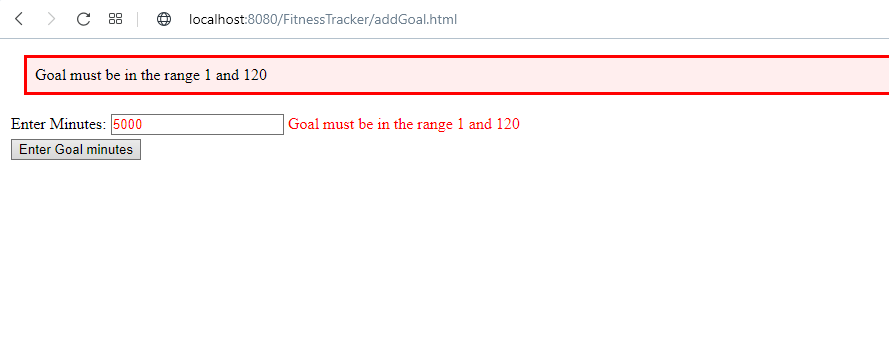 localhost:8080/FitnessTracker/addGoal.html
Goal must be in the range 1 and 120
Enter Minutes: 5000 Goal must be in the range 1 and 120
Enter Goal minutes